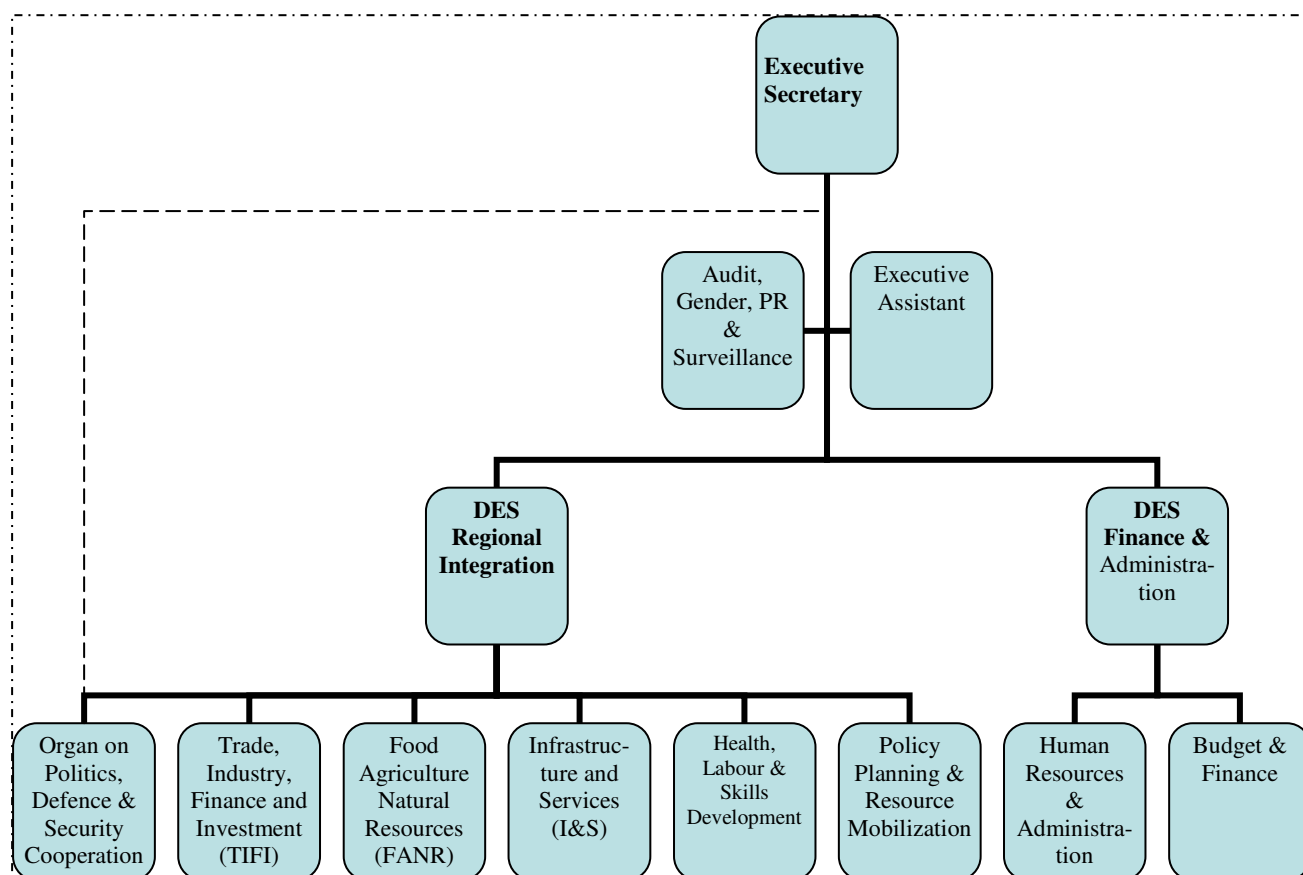 Executive
Secretary
Audit,
Gender, PR
&
Surveillance
Executive
Assistant
DES
Regional
Integration
DES
Finance &
Administra-
tion
Organ on
Politics,
Defence &
Security
Cooperation
Trade,
Industry,
Finance and
Investment
(TIFI)
Food
Agriculture
Natural
Resources
(FANR)
Infrastruc-
ture and
Services
(I&S)
Health,
Labour &
Skills
Development
Policy
Planning &
Resource
Mobilization
Human
Resources
&
Administra-
tion
Budget &
Finance